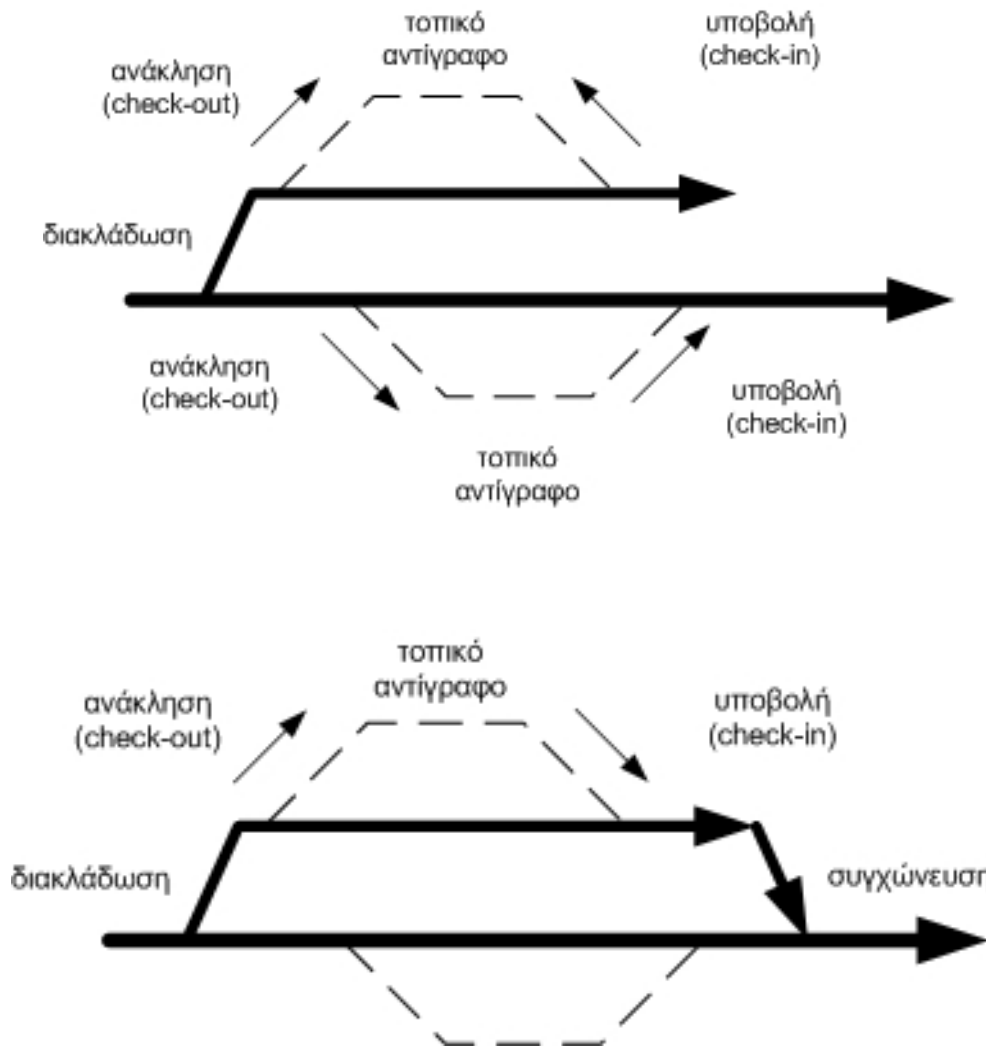 τοπικό
αντίγραφο
υποβολή
(check-in)
ανάκληση
(check-out)
διακλάδωση
ανάκληση
(check-out)
υποβολή
(check-in)
τοπικό
αντίγραφο
τοπικό
αντίγραφο
ανάκληση
(check-out)
υποβολή
(check-in)
διακλάδωση
συγχώνευση